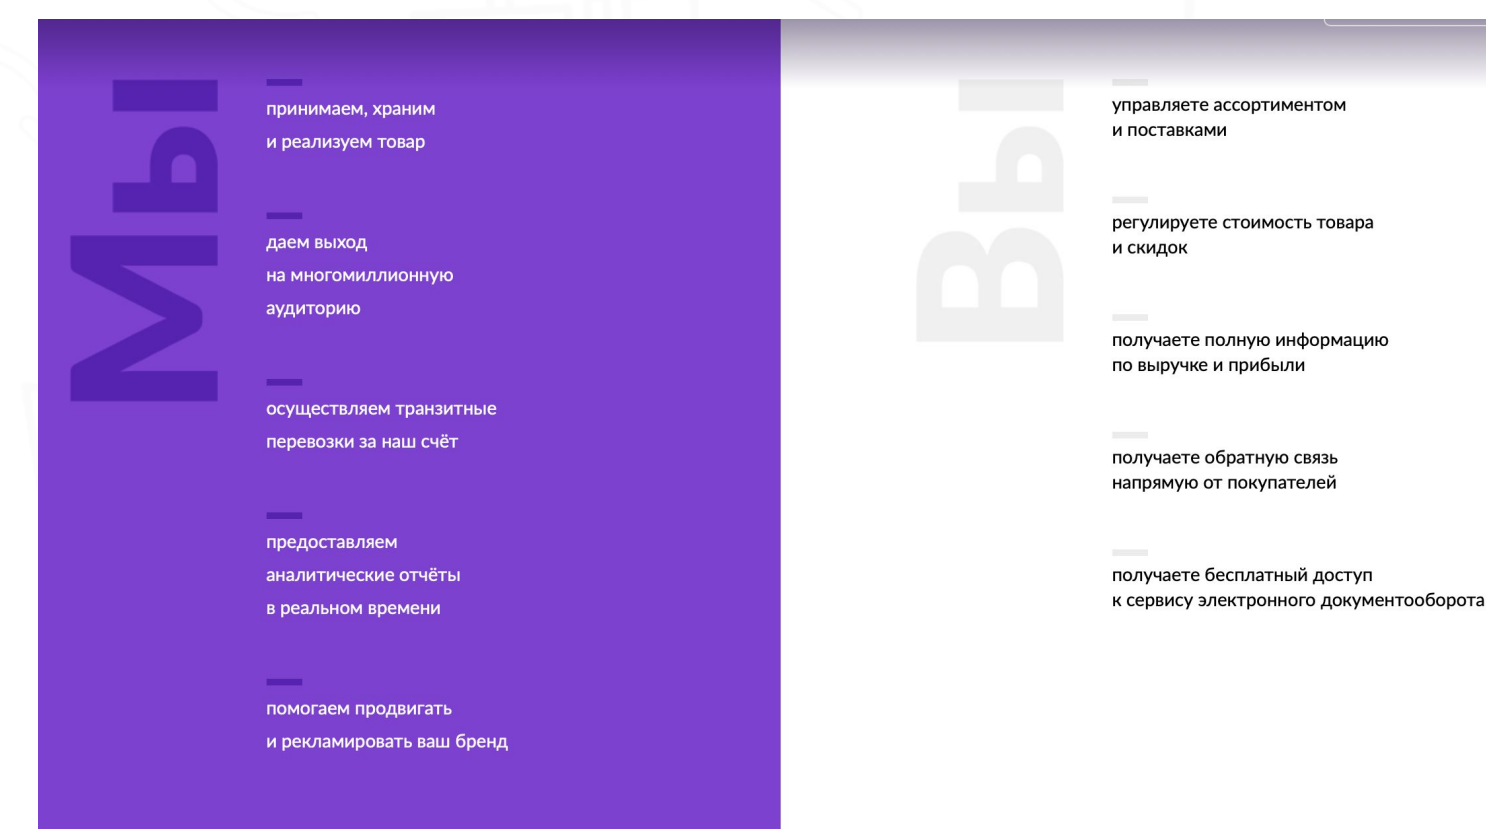 Мы
принимаем, храним
и реализуем товар
даем выход
на многомиллионную
аудиторию
осуществляем транзитные
перевозки за наш счёт
предоставляем
аналитические отчёты
в реальном времени
помогаем продвигать
и рекламировать ваш бренд
Вы
управляете ассортиментом
и поставками
регулируете стоимость товара
и скидок
получаете полную информацию
по выручке и прибыли
получаете обратную связь
напрямую от покупателей
получаете бесплатный доступ
к сервису электронного документооборота